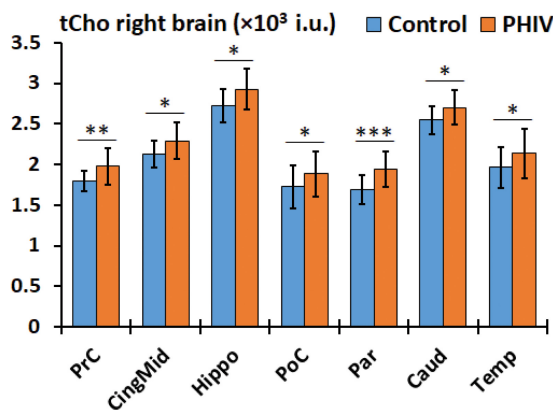 tCho right brain (×10³ i.u.) Control PHIV
3.5
3
2.5
2
1.5
1
0.5
0
** * * * *** * *
PrC CingMid Hippo PoC Par Caud Temp